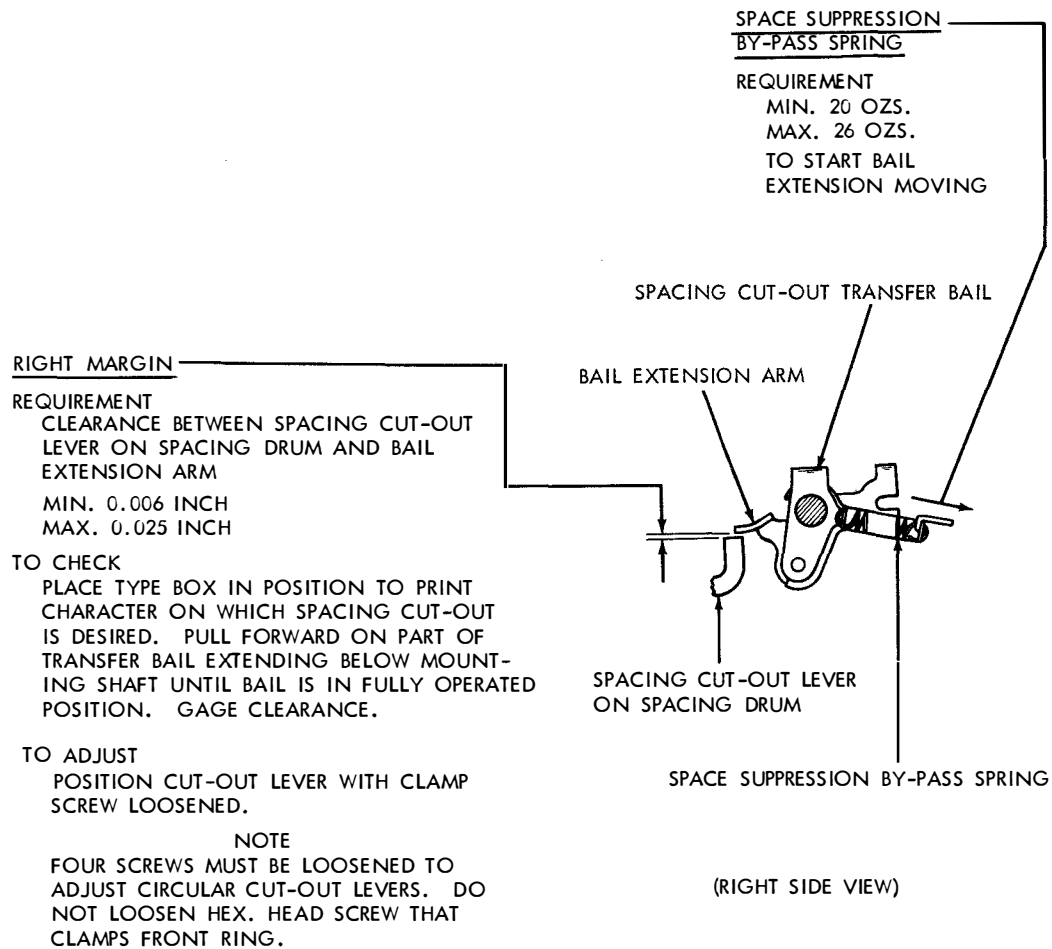 SPACE SUPPRESSION
BY-PASS SPRING
REQUIREMENT
MIN. 20 OZS.
MAX. 26 OZS.
TO START BAIL
EXTENSION MOVING
SPACING CUT-OUT TRANSFER BAIL
BAIL EXTENSION ARM
RIGHT MARGIN
REQUIREMENT
CLEARANCE BETWEEN SPACING CUT-OUT
LEVER ON SPACING DRUM AND BAIL
EXTENSION ARM
MIN. 0.006 INCH
MAX. 0.025 INCH
TO CHECK
PLACE TYPE BOX IN POSITION TO PRINT
CHARACTER ON WHICH SPACING CUT-OUT
IS DESIRED. PULL FORWARD ON PART OF
TRANSFER BAIL EXTENDING BELOW MOUNT-
ING SHAFT UNTIL BAIL IS IN FULLY OPERATED
POSITION. GAGE CLEARANCE.
TO ADJUST
POSITION CUT-OUT LEVER WITH CLAMP
SCREW LOOSENED.
NOTE
FOUR SCREWS MUST BE LOOSENED TO
ADJUST CIRCULAR CUT-OUT LEVERS. DO
NOT LOOSEN HEX. HEAD SCREW THAT
CLAMPS FRONT RING.
SPACING CUT-OUT LEVER
ON SPACING DRUM
SPACE SUPPRESSION BY-PASS SPRING
(RIGHT SIDE VIEW)